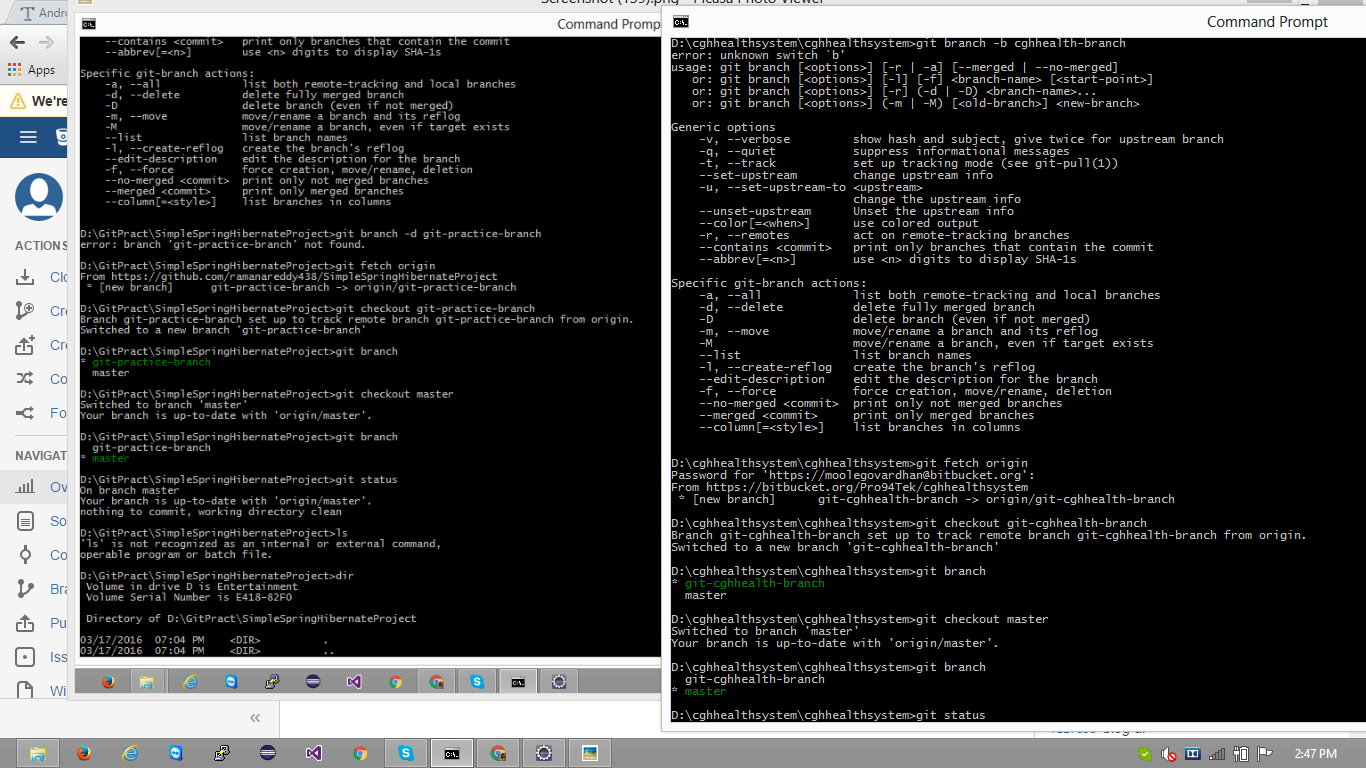 Screenshot (139).png - Picasa Photo Viewer
Andro
Apps
We're
ACTIONS
Clo
Cre
Cre
Co
For
NAVIGAT
Ov
So
Co
Bra
Pu
Iss
Wi
«
Command Promp
--contains <commit> print only branches that contain the commit
--abbrev[=<n>] use <n> digits to display SHA-1s
Specific git-branch actions:
-a, --all list both remote-tracking and local branches
-d, --delete delete fully merged branch
-D delete branch (even if not merged)
-m, --move move/rename a branch and its reflog
-M move/rename a branch, even if target exists
--list list branch names
-l, --create-reflog create the branch's reflog
--edit-description edit the description for the branch
-f, --force force creation, move/rename, deletion
--no-merged <commit> print only not merged branches
--merged <commit> print only merged branches
--column[=<style>] list branches in columns
D:\GitPract\SimpleSpringHibernateProject>git branch -d git-practice-branch
error: branch 'git-practice-branch' not found.
D:\GitPract\SimpleSpringHibernateProject>git fetch origin
From https://github.com/ramanareddy438/SimpleSpringHibernateProject
* [new branch] git-practice-branch -> origin/git-practice-branch
D:\GitPract\SimpleSpringHibernateProject>git checkout git-practice-branch
Branch git-practice-branch set up to track remote branch git-practice-branch from origin.
Switched to a new branch 'git-practice-branch'
D:\GitPract\SimpleSpringHibernateProject>git branch
* git-practice-branch
master
D:\GitPract\SimpleSpringHibernateProject>git checkout master
Switched to branch 'master'
Your branch is up-to-date with 'origin/master'.
D:\GitPract\SimpleSpringHibernateProject>git branch
git-practice-branch
* master
D:\GitPract\SimpleSpringHibernateProject>git status
On branch master
Your branch is up-to-date with 'origin/master'.
nothing to commit, working directory clean
D:\GitPract\SimpleSpringHibernateProject>ls
'ls' is not recognized as an internal or external command,
operable program or batch file.
D:\GitPract\SimpleSpringHibernateProject>dir
Volume in drive D is Entertainment
Volume Serial Number is E418-82F0
Directory of D:\GitPract\SimpleSpringHibernateProject
03/17/2016 07:04 PM <DIR> .
03/17/2016 07:04 PM <DIR> ..
Command Prompt
D:\cghhealthsystem\cghhealthsystem>git branch -b cghhealth-branch
error: unknown switch `b'
usage: git branch [<options>] [-r | -a] [--merged | --no-merged]
or: git branch [<options>] [-l] [-f] <branch-name> [<start-point>]
or: git branch [<options>] [-r] (-d | -D) <branch-name>...
or: git branch [<options>] (-m | -M) [<old-branch>] <new-branch>
Generic options
-v, --verbose show hash and subject, give twice for upstream branch
-q, --quiet suppress informational messages
-t, --track set up tracking mode (see git-pull(1))
--set-upstream change upstream info
-u, --set-upstream-to <upstream>
change the upstream info
--unset-upstream Unset the upstream info
--color[=<when>] use colored output
-r, --remotes act on remote-tracking branches
--contains <commit> print only branches that contain the commit
--abbrev[=<n>] use <n> digits to display SHA-1s
Specific git-branch actions:
-a, --all list both remote-tracking and local branches
-d, --delete delete fully merged branch
-D delete branch (even if not merged)
-m, --move move/rename a branch and its reflog
-M move/rename a branch, even if target exists
--list list branch names
-l, --create-reflog create the branch's reflog
--edit-description edit the description for the branch
-f, --force force creation, move/rename, deletion
--no-merged <commit> print only not merged branches
--merged <commit> print only merged branches
--column[=<style>] list branches in columns
D:\cghhealthsystem\cghhealthsystem>git fetch origin
Password for 'https://moolegovardhan@bitbucket.org':
From https://bitbucket.org/Pro94Tek/cghhealthsystem
* [new branch] git-cghhealth-branch -> origin/git-cghhealth-branch
D:\cghhealthsystem\cghhealthsystem>git checkout git-cghhealth-branch
Branch git-cghhealth-branch set up to track remote branch git-cghhealth-branch from origin.
Switched to a new branch 'git-cghhealth-branch'
D:\cghhealthsystem\cghhealthsystem>git branch
* git-cghhealth-branch
master
D:\cghhealthsystem\cghhealthsystem>git checkout master
Switched to branch 'master'
Your branch is up-to-date with 'origin/master'.
D:\cghhealthsystem\cghhealthsystem>git branch
git-cghhealth-branch
* master
D:\cghhealthsystem\cghhealthsystem>git status
2:47 PM